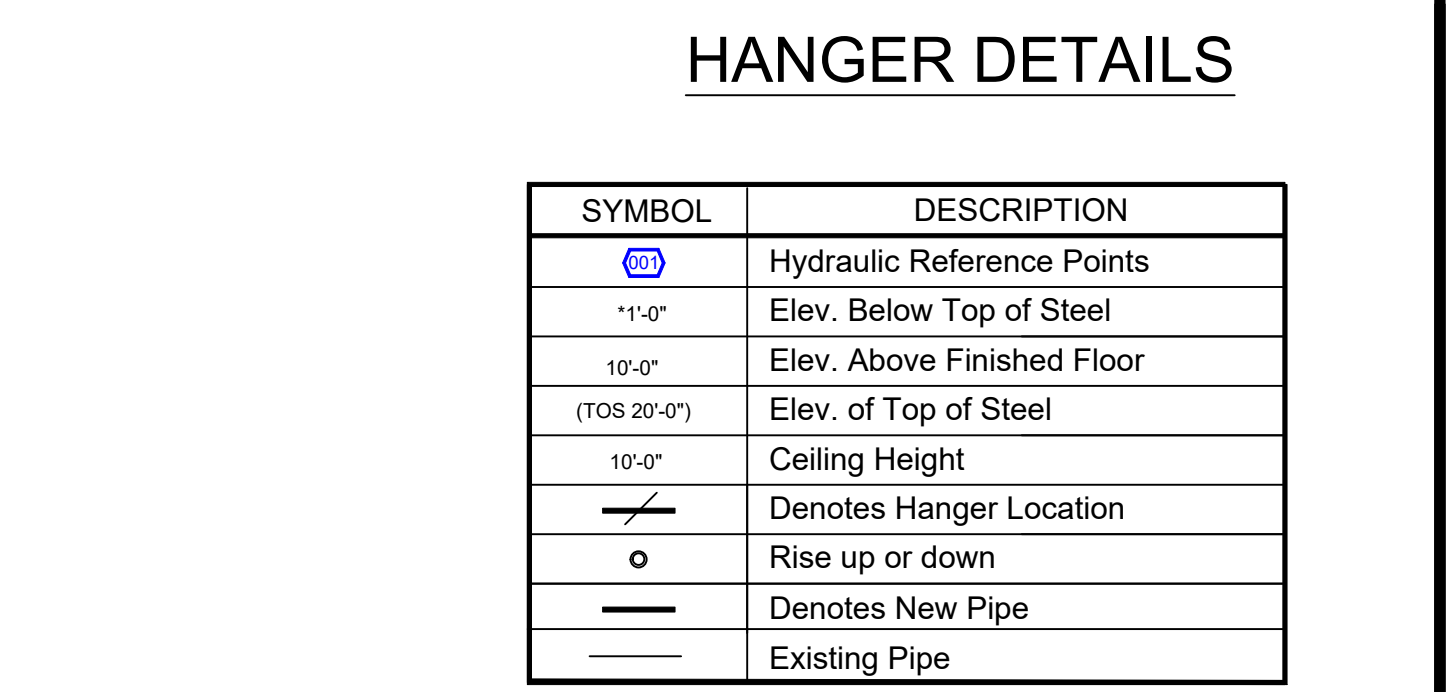 HANGER DETAILS
SYMBOL DESCRIPTION
001 Hydraulic Reference Points
*1'-0" Elev. Below Top of Steel
10'-0" Elev. Above Finished Floor
(TOS 20'-0") Elev. of Top of Steel
10'-0" Ceiling Height
Denotes Hanger Location
Rise up or down
Denotes New Pipe
Existing Pipe